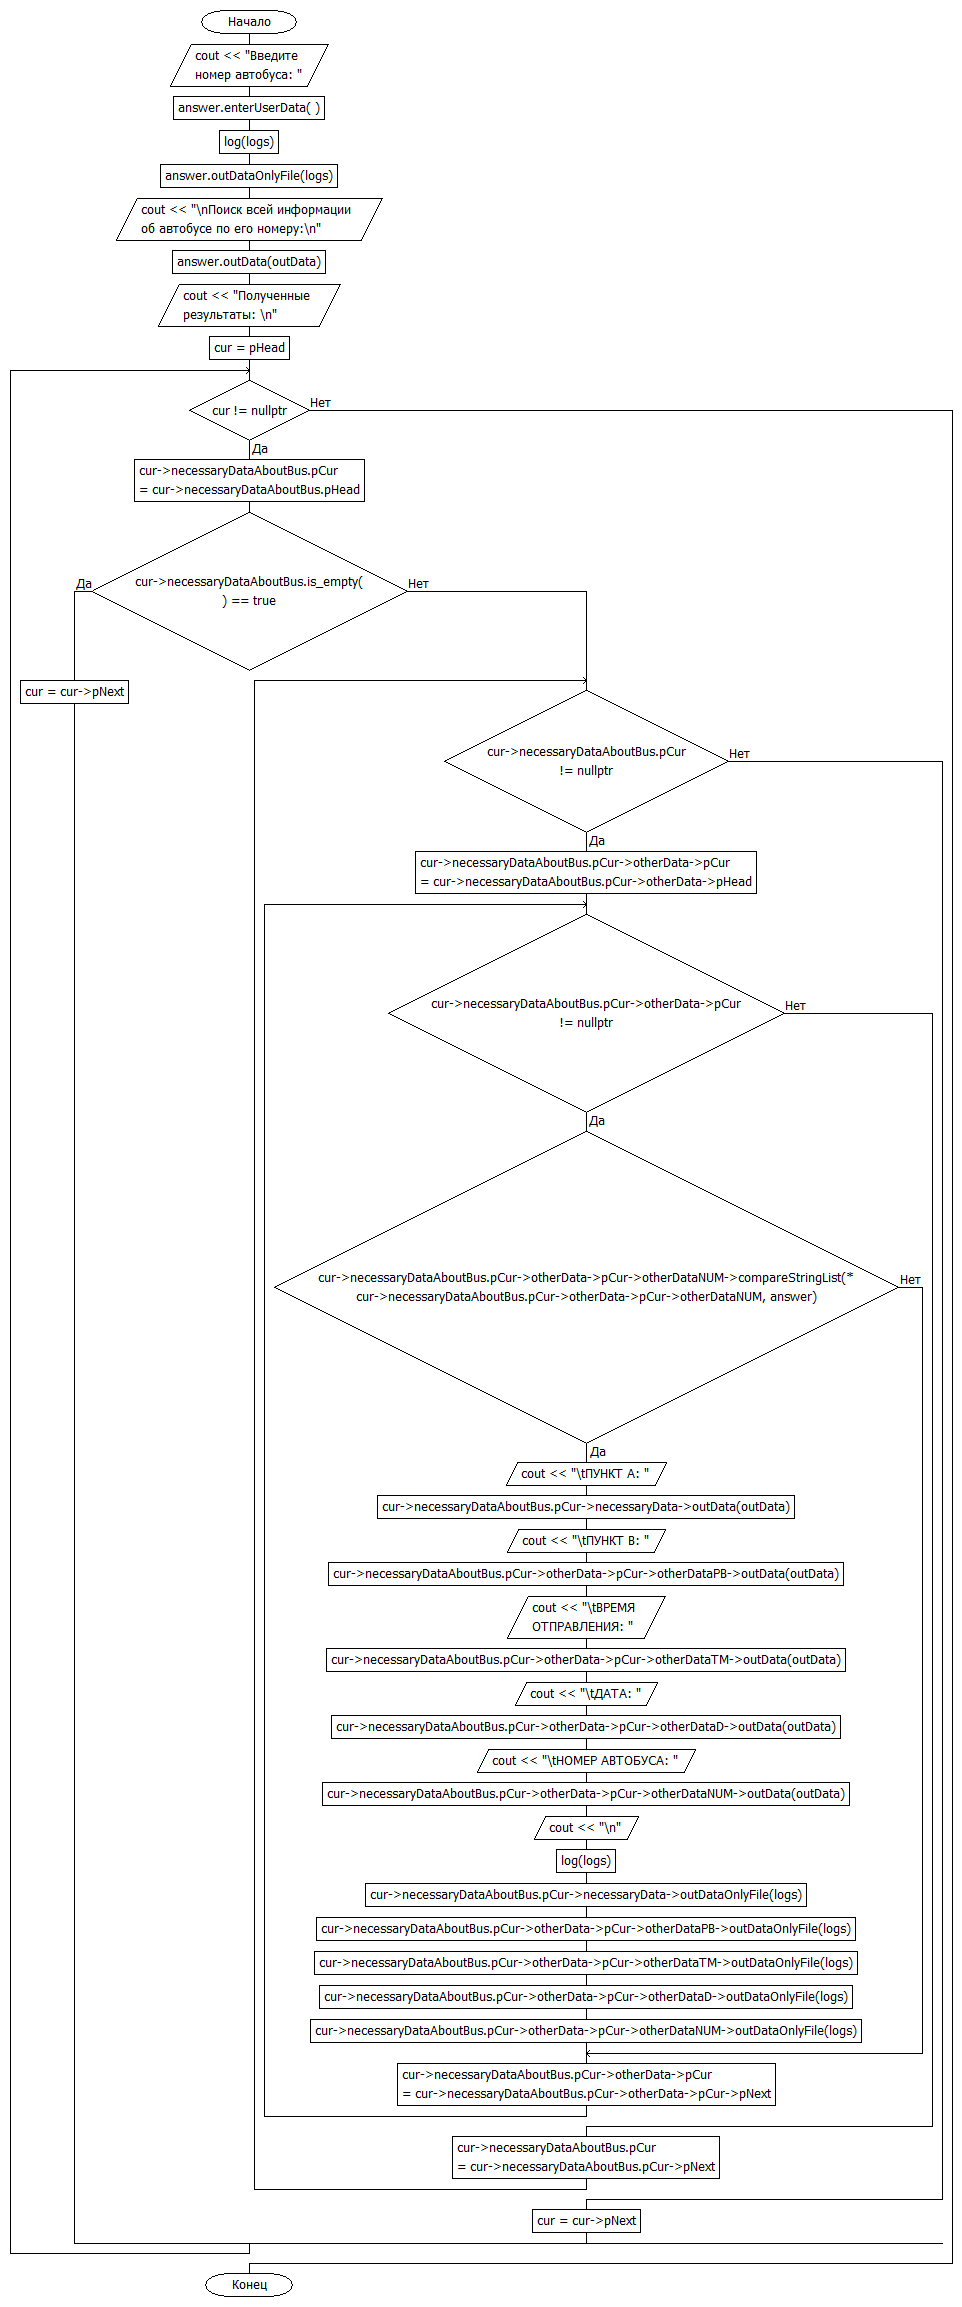 Начало
cout << "Введите
номер автобуса: "
answer.enterUserData( )
log(logs)
answer.outDataOnlyFile(logs)
cout << "\nПоиск всей информации
об автобусе по его номеру:\n"
answer.outData(outData)
cout << "Полученные
результаты: \n"
cur = pHead
cur != nullptr
Нет
Да
cur->necessaryDataAboutBus.pCur
= cur->necessaryDataAboutBus.pHead
Да
cur->necessaryDataAboutBus.is_empty(
) == true
Нет
cur = cur->pNext
cur->necessaryDataAboutBus.pCur
!= nullptr
Нет
Да
cur->necessaryDataAboutBus.pCur->otherData->pCur
= cur->necessaryDataAboutBus.pCur->otherData->pHead
cur->necessaryDataAboutBus.pCur->otherData->pCur
!= nullptr
Нет
Да
cur->necessaryDataAboutBus.pCur->otherData->pCur->otherDataNUM->compareStringList(*
cur->necessaryDataAboutBus.pCur->otherData->pCur->otherDataNUM, answer)
Нет
Да
cout << "\tПУНКТ А: "
cur->necessaryDataAboutBus.pCur->necessaryData->outData(outData)
cout << "\tПУНКТ В: "
cur->necessaryDataAboutBus.pCur->otherData->pCur->otherDataPB->outData(outData)
cout << "\tВРЕМЯ
ОТПРАВЛЕНИЯ: "
cur->necessaryDataAboutBus.pCur->otherData->pCur->otherDataTM->outData(outData)
cout << "\tДАТА: "
cur->necessaryDataAboutBus.pCur->otherData->pCur->otherDataD->outData(outData)
cout << "\tНОМЕР АВТОБУСА: "
cur->necessaryDataAboutBus.pCur->otherData->pCur->otherDataNUM->outData(outData)
cout << "\n"
log(logs)
cur->necessaryDataAboutBus.pCur->necessaryData->outDataOnlyFile(logs)
cur->necessaryDataAboutBus.pCur->otherData->pCur->otherDataPB->outDataOnlyFile(logs)
cur->necessaryDataAboutBus.pCur->otherData->pCur->otherDataTM->outDataOnlyFile(logs)
cur->necessaryDataAboutBus.pCur->otherData->pCur->otherDataD->outDataOnlyFile(logs)
cur->necessaryDataAboutBus.pCur->otherData->pCur->otherDataNUM->outDataOnlyFile(logs)
cur->necessaryDataAboutBus.pCur->otherData->pCur
= cur->necessaryDataAboutBus.pCur->otherData->pCur->pNext
cur->necessaryDataAboutBus.pCur
= cur->necessaryDataAboutBus.pCur->pNext
cur = cur->pNext
Конец